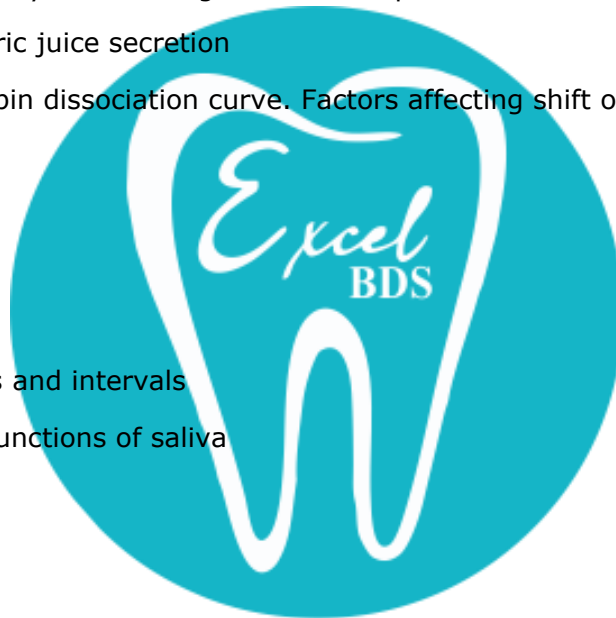 ric juice secretion
bin dissociation curve. Factors affecting shift o
Excel
BDS
s and intervals
unctions of saliva